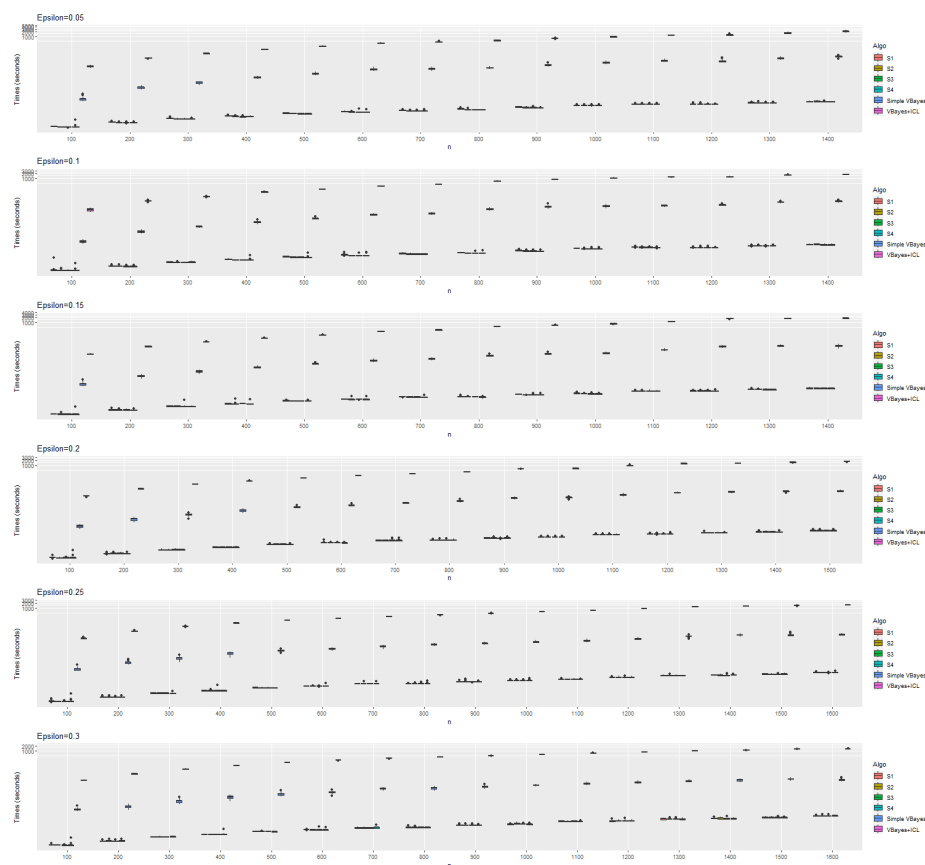 Epsilon=0.05
Times (seconds)
1000
100 200 300 400 500 600 700 800 900 1000 1100 1200 1300 1400
n
Algo
S1
S2
S3
S4
Simple VBayes
VBayes+ICL
Epsilon=0.1
Times (seconds)
1000
100 200 300 400 500 600 700 800 900 1000 1100 1200 1300 1400
n
Algo
S1
S2
S3
S4
Simple VBayes
VBayes+ICL
Epsilon=0.15
Times (seconds)
1000
100 200 300 400 500 600 700 800 900 1000 1100 1200 1300 1400
n
Algo
S1
S2
S3
S4
Simple VBayes
VBayes+ICL
Epsilon=0.2
Times (seconds)
3000
2000
1000
100 200 300 400 500 600 700 800 900 1000 1100 1200 1300 1400 1500
n
Algo
S1
S2
S3
S4
Simple VBayes
VBayes+ICL
Epsilon=0.25
Times (seconds)
3000
2000
1000
100 200 300 400 500 600 700 800 900 1000 1100 1200 1300 1400 1500 1600
n
Algo
S1
S2
S3
S4
Simple VBayes
VBayes+ICL
Epsilon=0.3
Times (seconds)
2000
1000
100 200 300 400 500 600 700 800 900 1000 1100 1200 1300 1400 1500 1600
Algo
S1
S2
S3
S4
Simple VBayes
VBayes+ICL